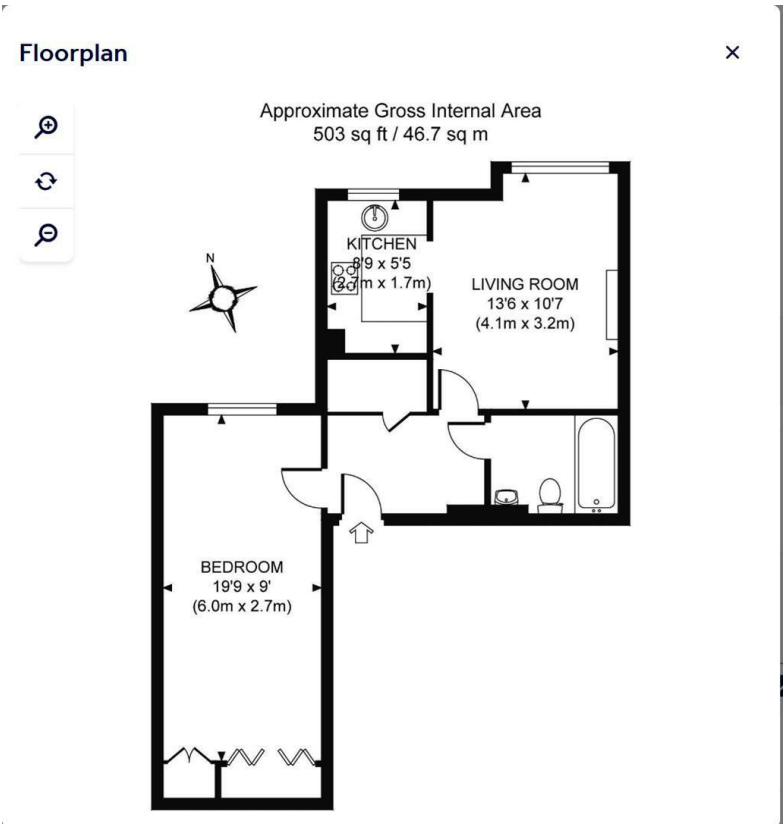 Floorplan
Approximate Gross Internal Area
503 sq ft / 46.7 sq m
N
KITCHEN
8'9 x 5'5
(2.7m x 1.7m)
LIVING ROOM
13'6 x 10'7
(4.1m x 3.2m)
BEDROOM
19'9 x 9'
(6.0m x 2.7m)